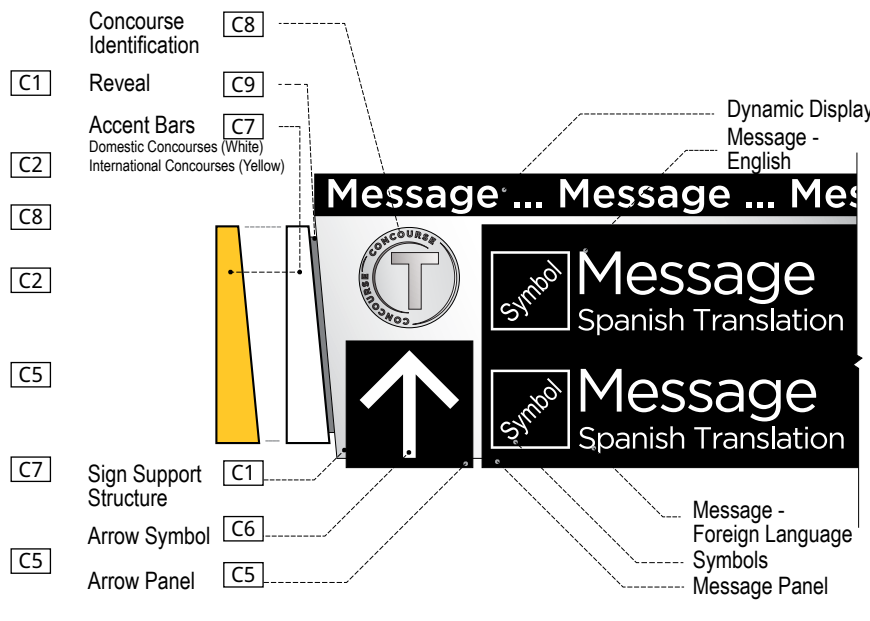 Concourse
Identification
C8
C1
Reveal
C9
Accent Bars
C7
Domestic Concourses (White)
International Concourses (Yellow)
C2
C8
C2
C5
C7
C5
Dynamic Display
Message -
English
Message ... Message ... Mes
CONCOURSE
T
CONCOURSE
CONCOURSE
Symbol
Message
Spanish Translation
Symbol
Message
Spanish Translation
Sign Support
Structure
C1
Arrow Symbol
C6
Arrow Panel
C5
Message -
Foreign Language
Symbols
Message Panel